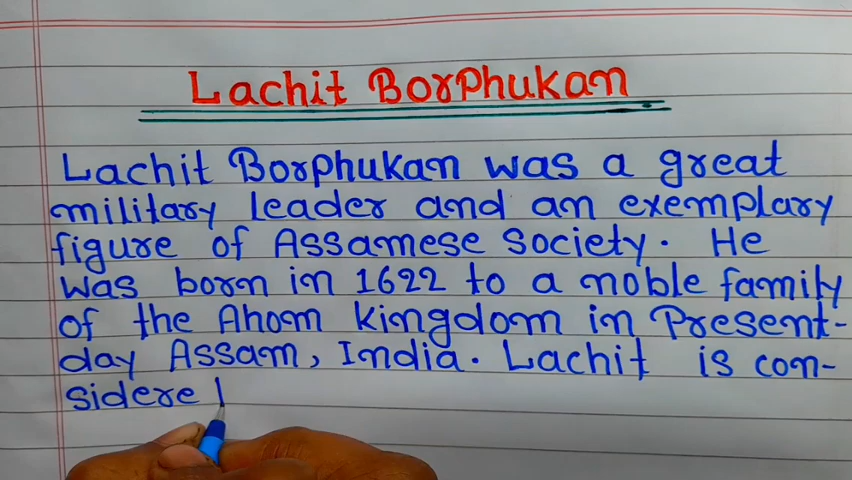 Lachit Borphukan
Lachit Borphukan was a great
military leader and an exemplary
figure of Assamese society. He
was born in 1622 to a noble family
of the Ahom kingdom in Present-
day Assam, India. Lachit is con-
sidere